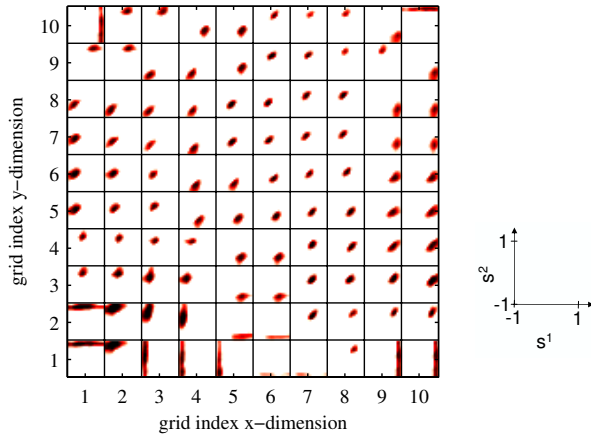 10
9
8
7
6
5
4
3
2
1
grid index y−dimension
1 2 3 4 5 6 7 8 9 10
grid index x−dimension
1
S2
-1
-1 1
S1